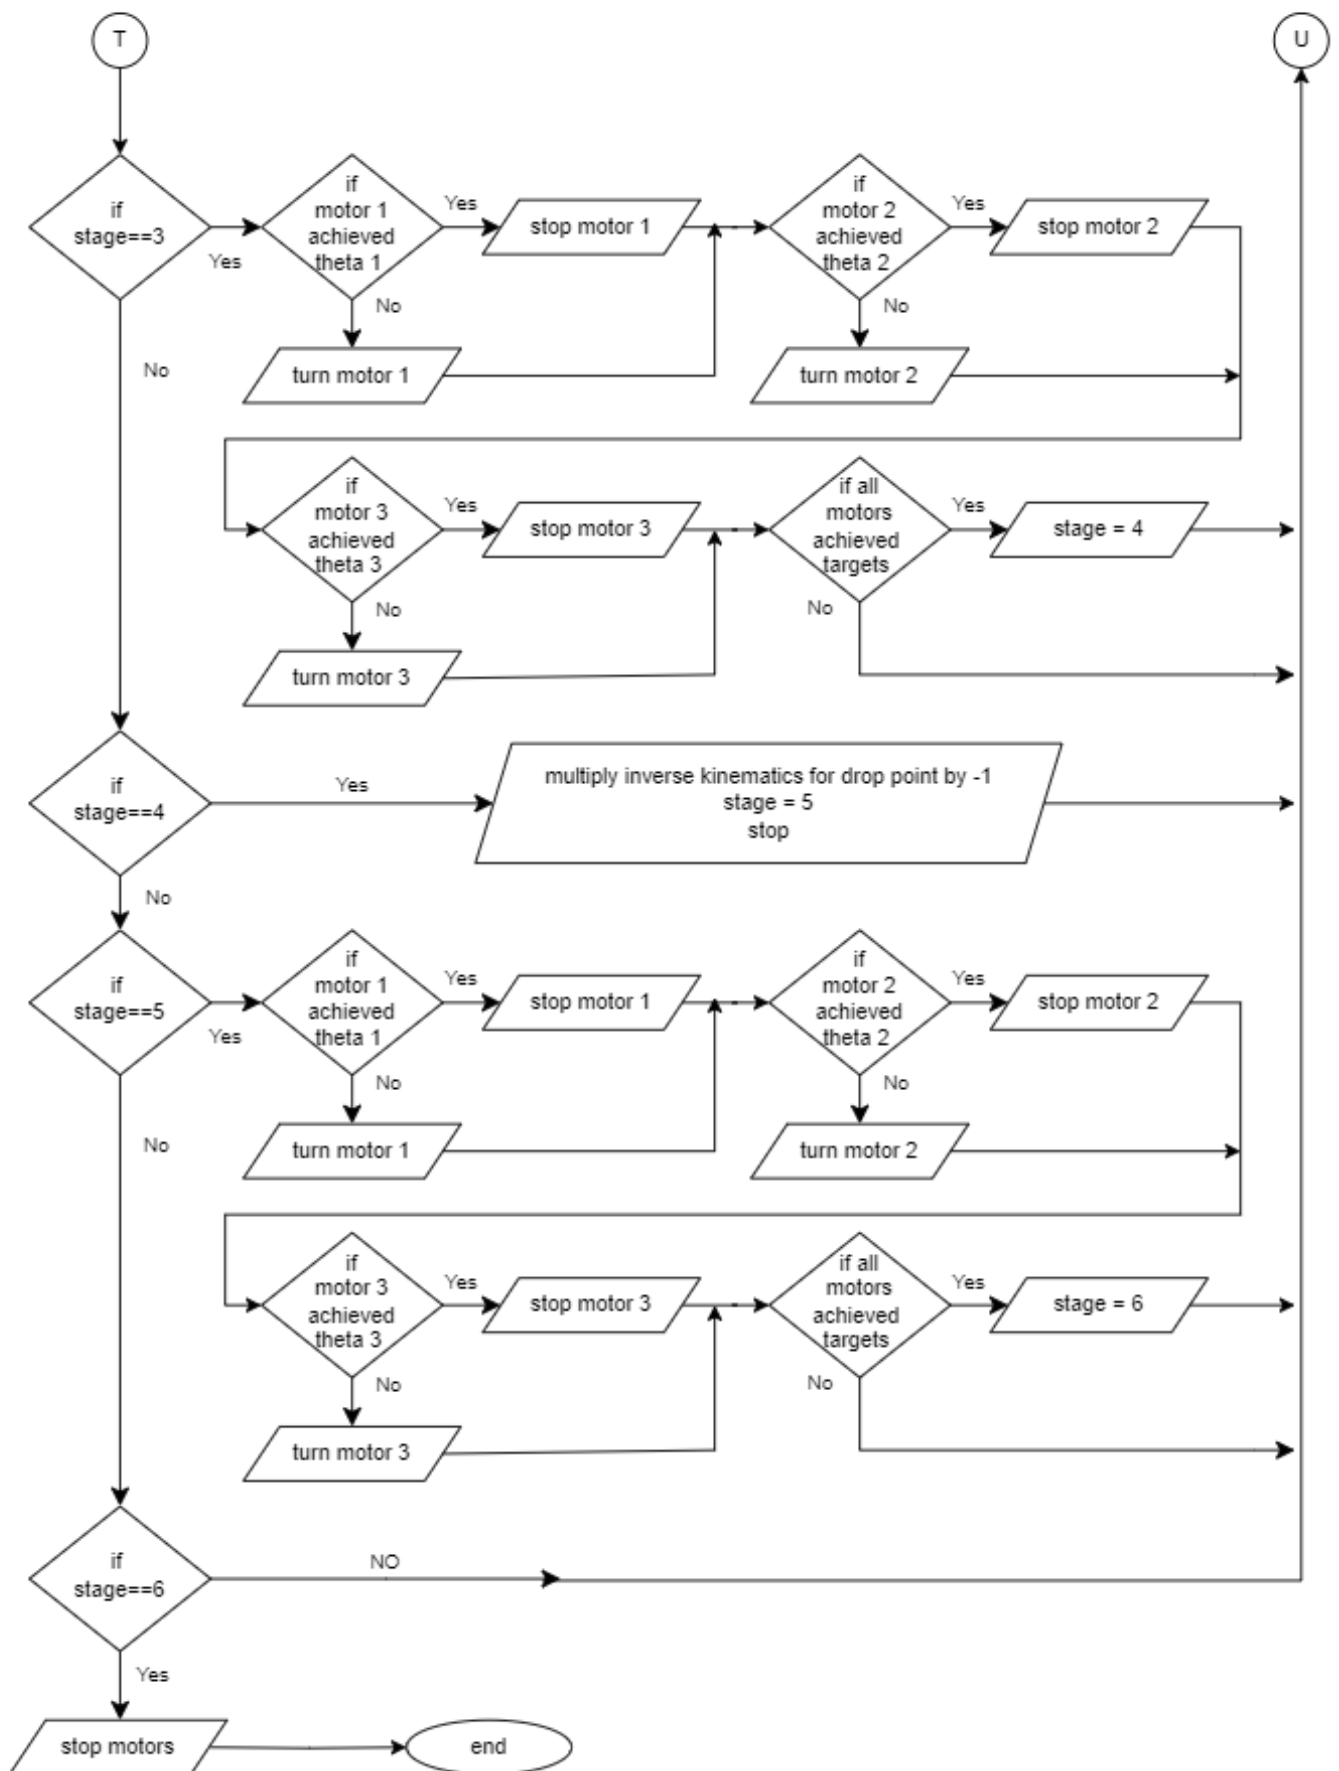 T
U
if
stage==3
Yes
No
if
motor 1
achieved
theta 1
Yes
stop motor 1
No
turn motor 1
if
motor 2
achieved
theta 2
Yes
stop motor 2
No
turn motor 2
if
motor 3
achieved
theta 3
Yes
stop motor 3
No
turn motor 3
if all
motors
achieved
targets
Yes
stage = 4
No
if
stage==4
Yes
multiply inverse kinematics for drop point by -1
stage = 5
stop
No
if
stage==5
Yes
No
if
motor 1
achieved
theta 1
Yes
stop motor 1
No
turn motor 1
if
motor 2
achieved
theta 2
Yes
stop motor 2
No
turn motor 2
if
motor 3
achieved
theta 3
Yes
stop motor 3
No
turn motor 3
if all
motors
achieved
targets
Yes
stage = 6
No
if
stage==6
NO
Yes
stop motors
end